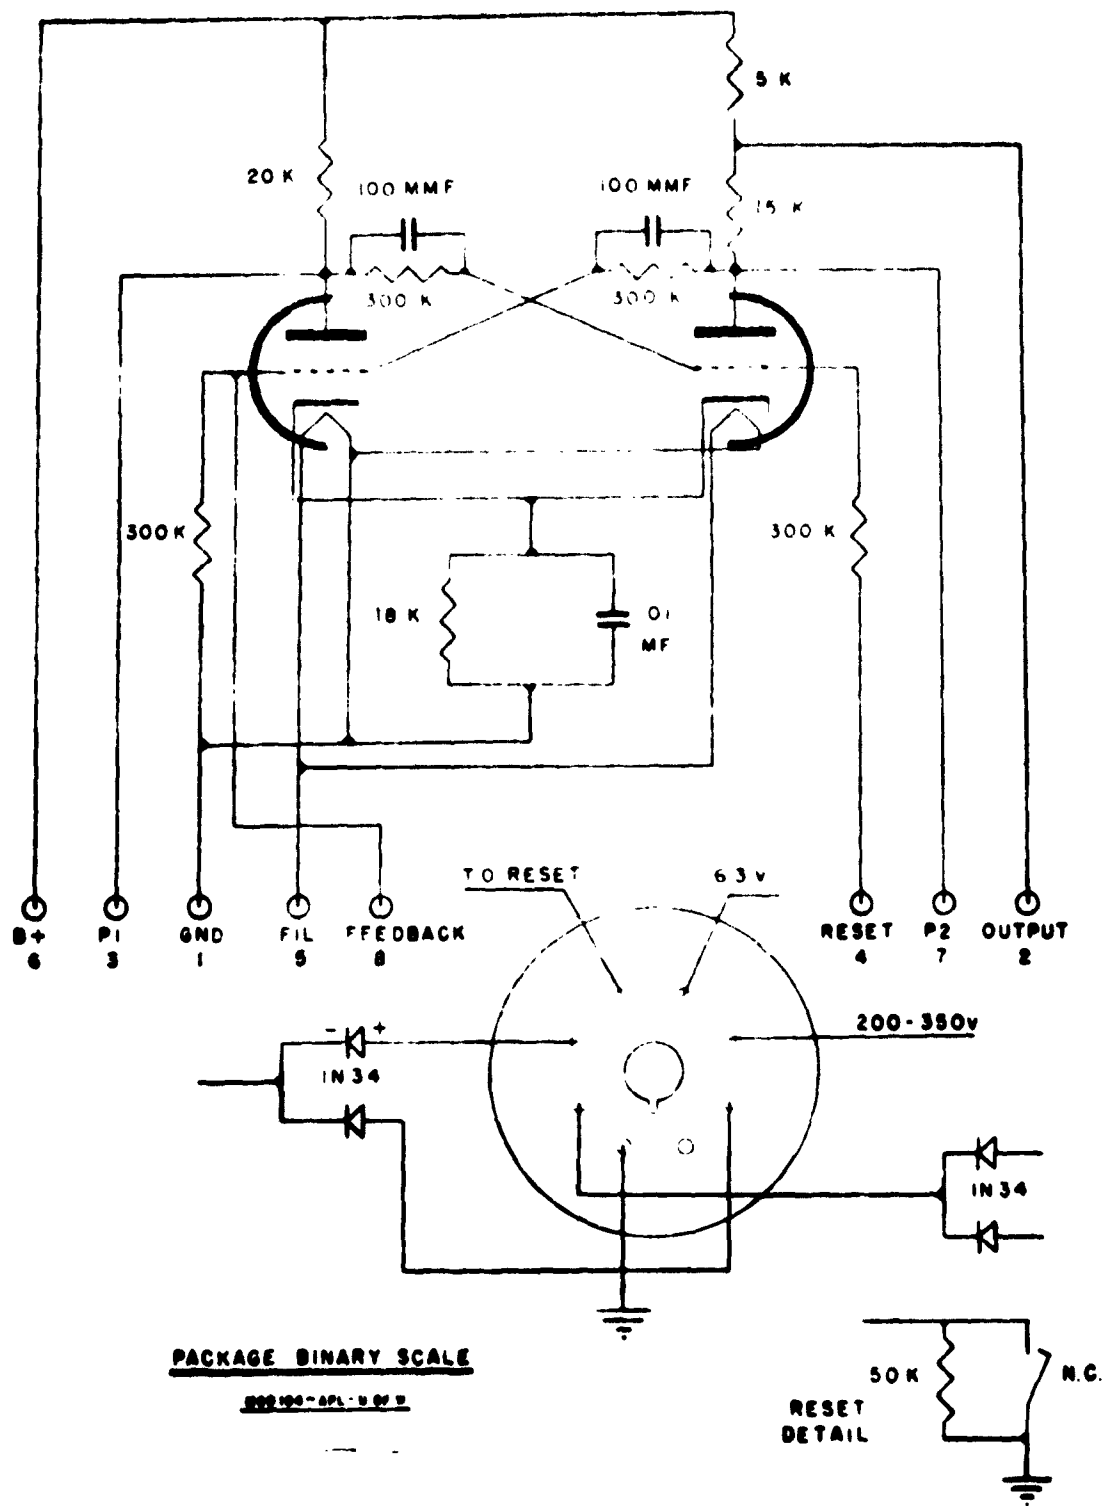 5 K
20 K
100 MMF
100 MMF
15 K
300 K
300 K
300 K
300 K
18 K
01
MF
TO RESET
6 3 V
B+
6
P1
3
GND
1
FIL
5
FEEDBACK
8
RESET
4
P2
7
OUTPUT
2
200-350V
- +
1N34
1N34
PACKAGE BINARY SCALE
50 K
N.C.
RESET
DETAIL